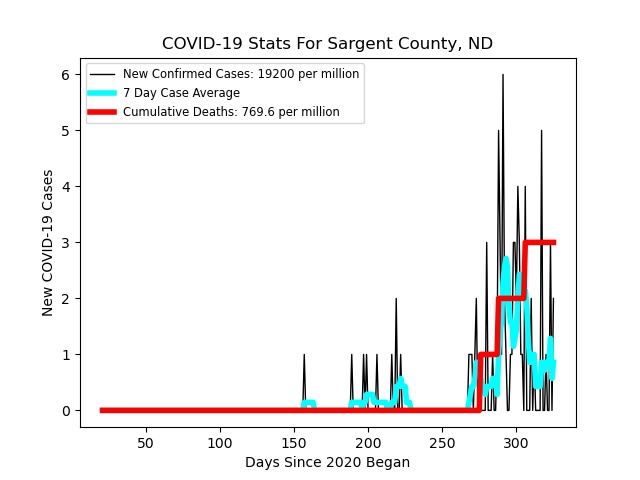 COVID-19 Stats For Sargent County, ND
New Confirmed Cases: 19200 per million
7 Day Case Average
Cumulative Deaths: 769.6 per million
New COVID-19 Cases
6
5
4
3
2
1
0
50 100 150 200 250 300
Days Since 2020 Began